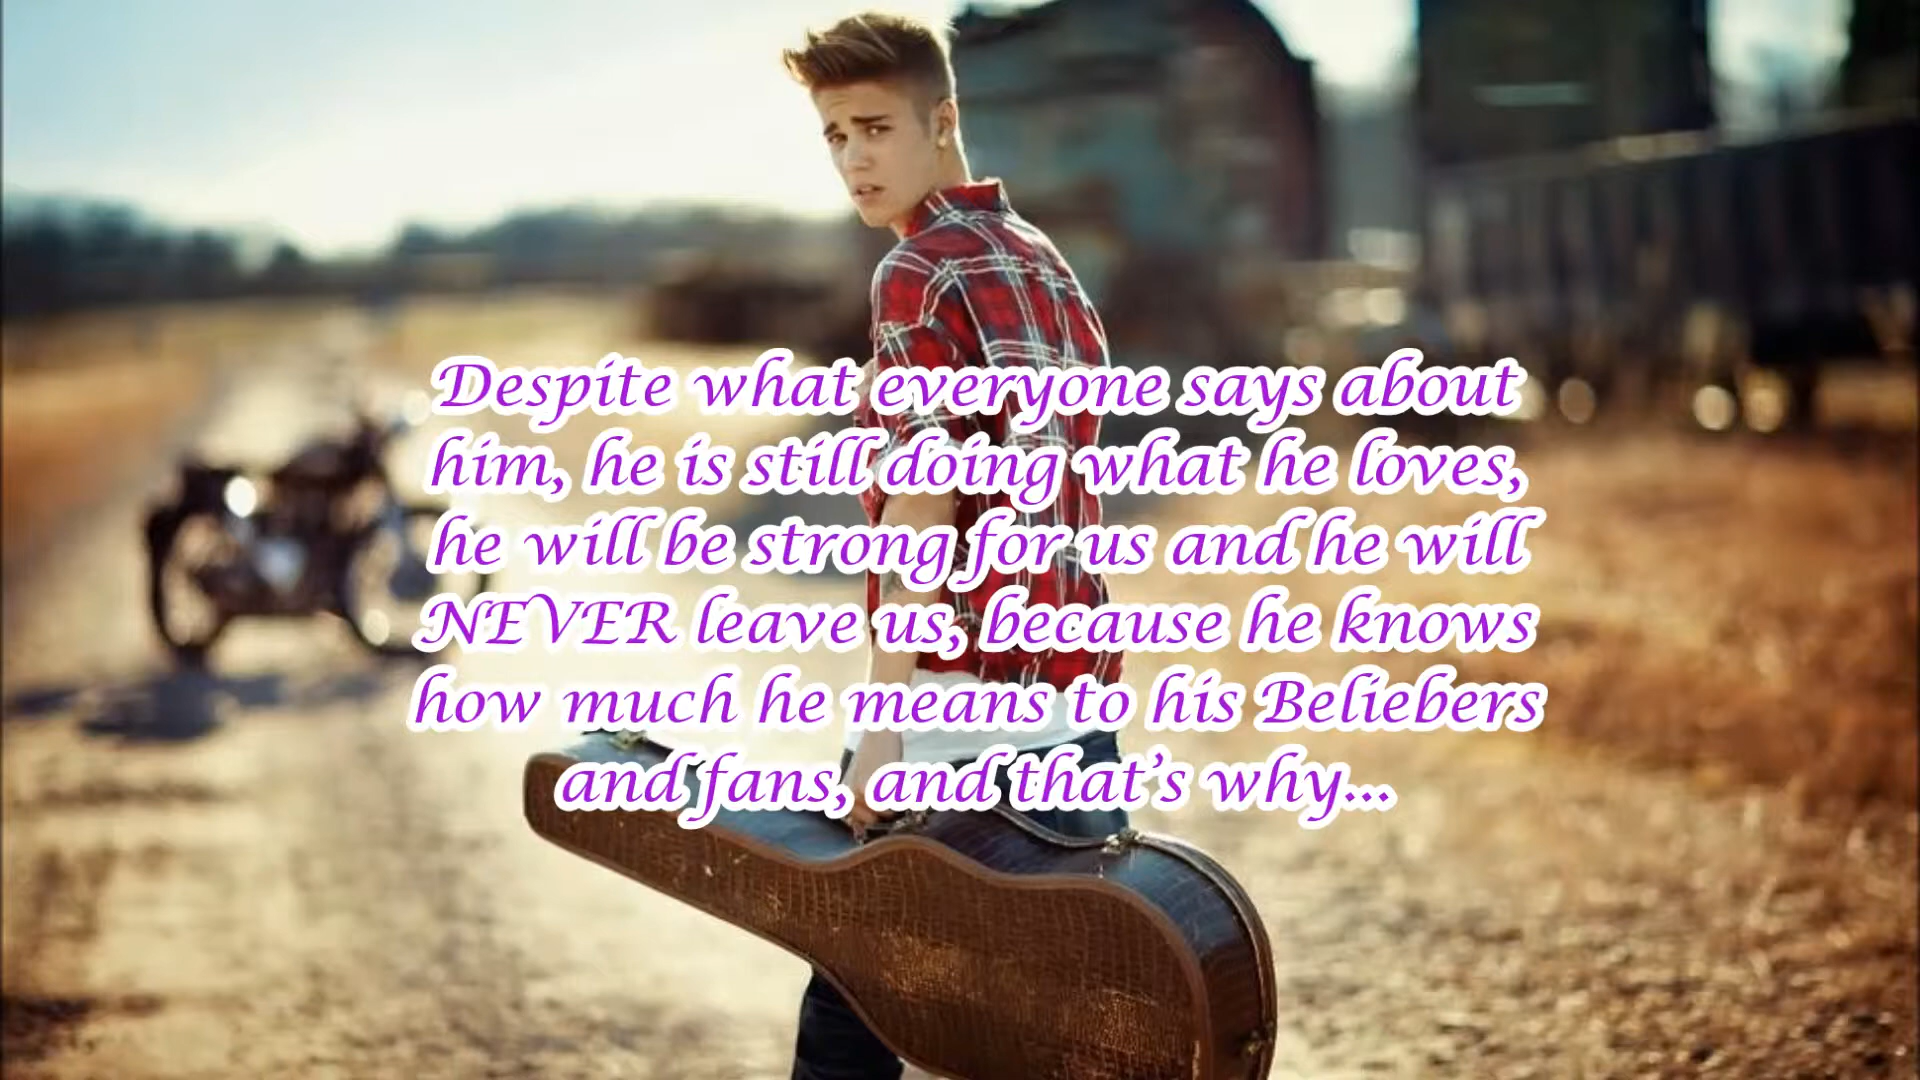 Despite what everyone says about
him, he is still doing what he loves,
he will be strong for us and he will
NEVER leave us, because he knows
how much he means to his Beliebers
and fans, and that’s why...